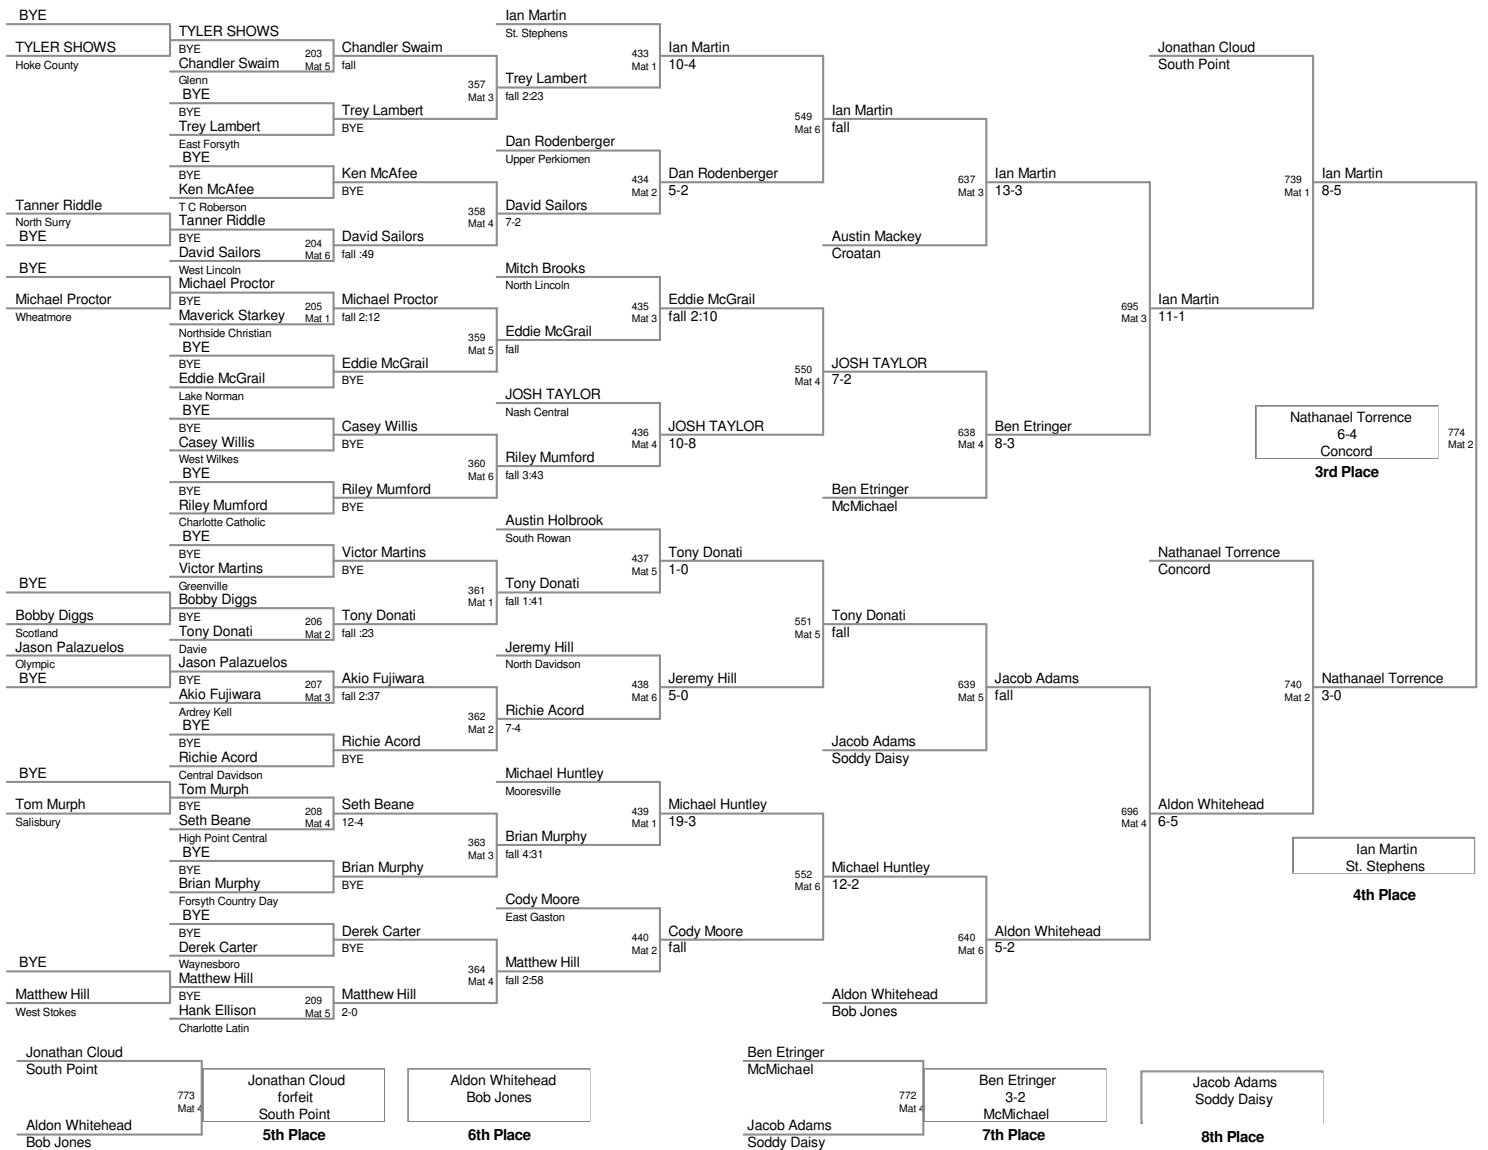 BYE
TYLER SHOWS
Hoke County
Tanner Riddle
North Surry
BYE
BYE
Michael Proctor
Wheatmore
BYE
Bobby Diggs
Scotland
Jason Palazuelos
Olympic
BYE
BYE
Tom Murph
Salisbury
BYE
Matthew Hill
West Stokes
TYLER SHOWS
BYE
203
Mat 5
Chandler Swaim
Glenn
BYE
BYE
Trey Lambert
East Forsyth
BYE
BYE
Ken McAfee
T C Roberson
Tanner Riddle
BYE
204
Mat 6
David Sailors
West Lincoln
Michael Proctor
BYE
205
Mat 1
Maverick Starkey
Northside Christian
BYE
BYE
Eddie McGrail
Lake Norman
BYE
BYE
Casey Willis
West Wilkes
BYE
BYE
Riley Mumford
Charlotte Catholic
BYE
BYE
Victor Martins
Greenville
Bobby Diggs
BYE
206
Mat 2
Tony Donati
Davie
Jason Palazuelos
BYE
207
Mat 3
Akio Fujiwara
Ardrey Kell
BYE
BYE
Richie Acord
Central Davidson
Tom Murph
BYE
208
Mat 4
Seth Beane
High Point Central
BYE
BYE
Brian Murphy
Forsyth Country Day
BYE
BYE
Derek Carter
Waynesboro
Matthew Hill
BYE
209
Mat 5
Hank Ellison
Charlotte Latin
Chandler Swaim
fall
357
Mat 3
Trey Lambert
BYE
Ken McAfee
BYE
358
Mat 4
David Sailors
fall :49
Michael Proctor
fall 2:12
359
Mat 5
Eddie McGrail
BYE
Casey Willis
BYE
360
Mat 6
Riley Mumford
BYE
Victor Martins
BYE
361
Mat 1
Tony Donati
fall :23
Akio Fujiwara
fall 2:37
362
Mat 2
Richie Acord
BYE
Seth Beane
12-4
363
Mat 3
Brian Murphy
BYE
Derek Carter
BYE
364
Mat 4
Matthew Hill
2-0
Ian Martin
St. Stephens
433
Mat 1
Trey Lambert
fall 2:23
Dan Rodenberger
Upper Perkiomen
434
Mat 2
David Sailors
7-2
Mitch Brooks
North Lincoln
435
Mat 3
Eddie McGrail
fall
JOSH TAYLOR
Nash Central
436
Mat 4
Riley Mumford
fall 3:43
Austin Holbrook
South Rowan
437
Mat 5
Tony Donati
fall 1:41
Jeremy Hill
North Davidson
438
Mat 6
Richie Acord
7-4
Michael Huntley
Mooresville
439
Mat 1
Brian Murphy
fall 4:31
Cody Moore
East Gaston
440
Mat 2
Matthew Hill
fall 2:58
Ian Martin
10-4
549
Mat 6
Dan Rodenberger
5-2
Eddie McGrail
fall 2:10
550
Mat 4
JOSH TAYLOR
10-8
Tony Donati
1-0
551
Mat 5
Jeremy Hill
5-0
Michael Huntley
19-3
552
Mat 6
Cody Moore
fall
Ian Martin
fall
637
Mat 3
Austin Mackey
Croatan
JOSH TAYLOR
7-2
638
Mat 4
Ben Etringer
McMichael
Tony Donati
fall
639
Mat 5
Jacob Adams
Soddy Daisy
Michael Huntley
12-2
640
Mat 6
Aldon Whitehead
Bob Jones
Ian Martin
13-3
695
Mat 3
Ben Etringer
8-3
Jacob Adams
fall
696
Mat 4
Aldon Whitehead
5-2
Jonathan Cloud
South Point
739
Mat 1
Ian Martin
11-1
Nathanael Torrence
Concord
740
Mat 2
Aldon Whitehead
6-5
Ian Martin
8-5
774
Mat 2
Nathanael Torrence
3-0
Nathanael Torrence
6-4
Concord
3rd Place
Ian Martin
St. Stephens
4th Place
Jonathan Cloud
South Point
773
Mat 4
Aldon Whitehead
Bob Jones
Jonathan Cloud
forfeit
South Point
5th Place
Aldon Whitehead
Bob Jones
6th Place
Ben Etringer
McMichael
772
Mat 4
Jacob Adams
Soddy Daisy
Ben Etringer
3-2
McMichael
7th Place
Jacob Adams
Soddy Daisy
8th Place